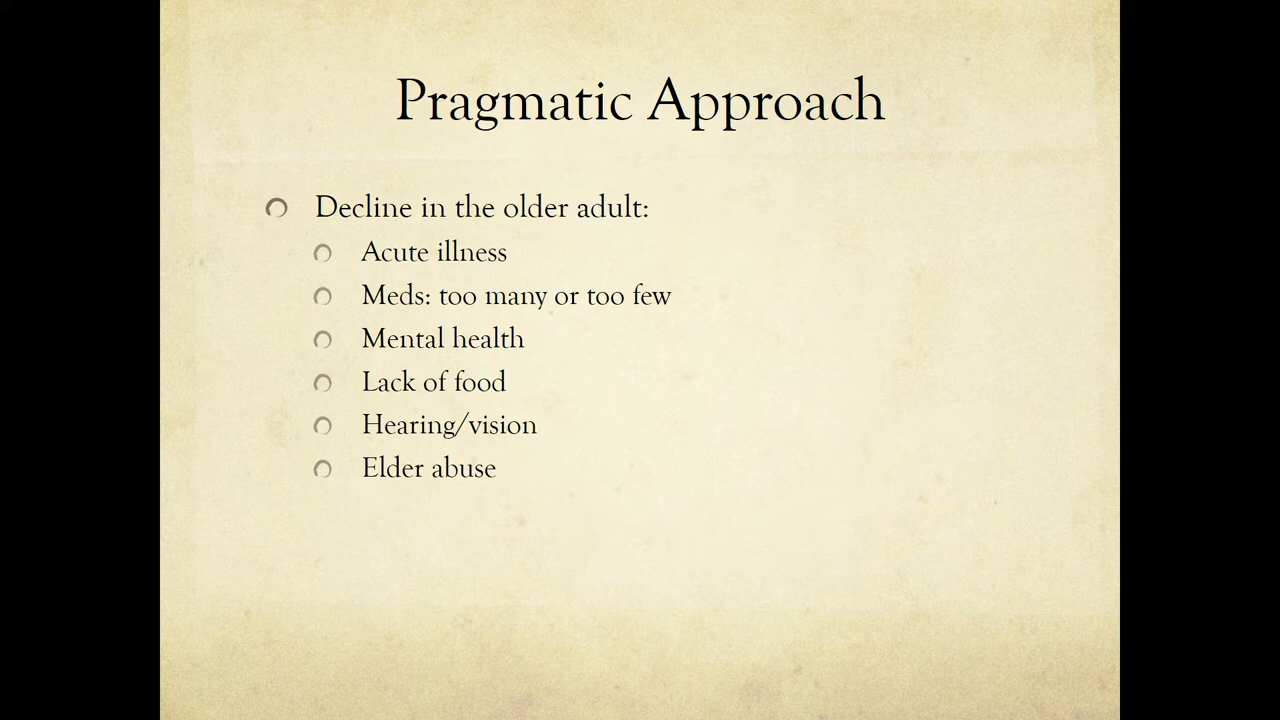 Pragmatic Approach
Decline in the older adult:
Acute illness
Meds: too many or too few
Mental health
Lack of food
Hearing/vision
Elder abuse